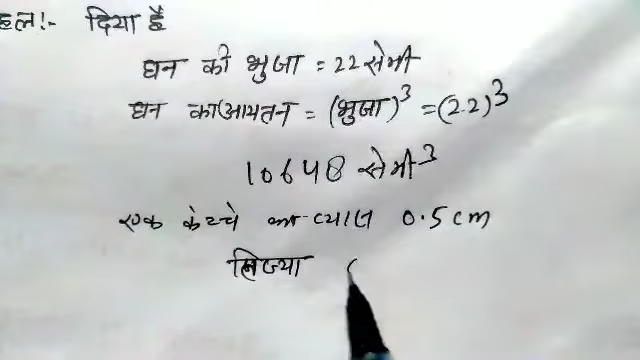 हल:- दिया है
घन की भुजा = 22 सेमी
घन का आयतन = (भुजा)³ = (22)³
10648 सेमी³
एक कंच्चे का व्यास 0.5 cm
त्रिज्या